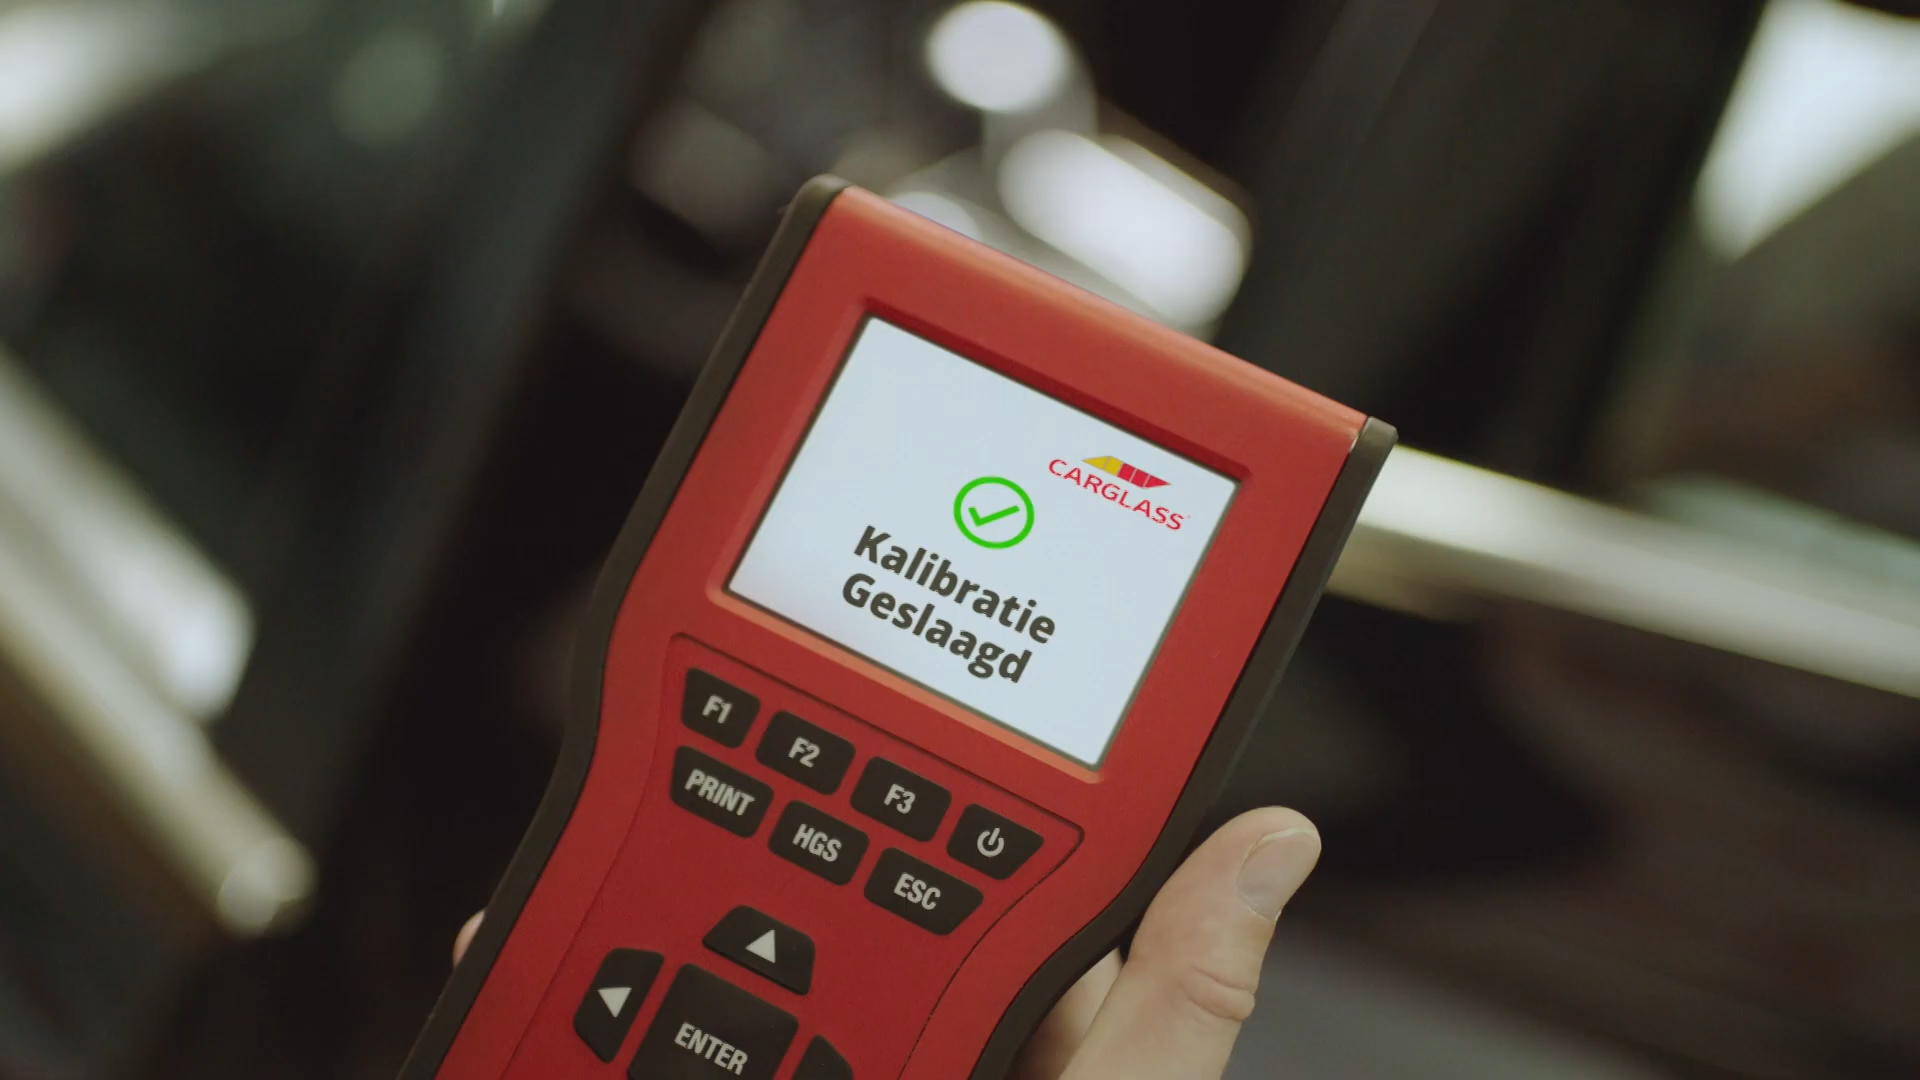 CARGLASS
Kalibratie
Geslaagd
F1
F2
F3
PRINT
HGS
ESC
ENTER